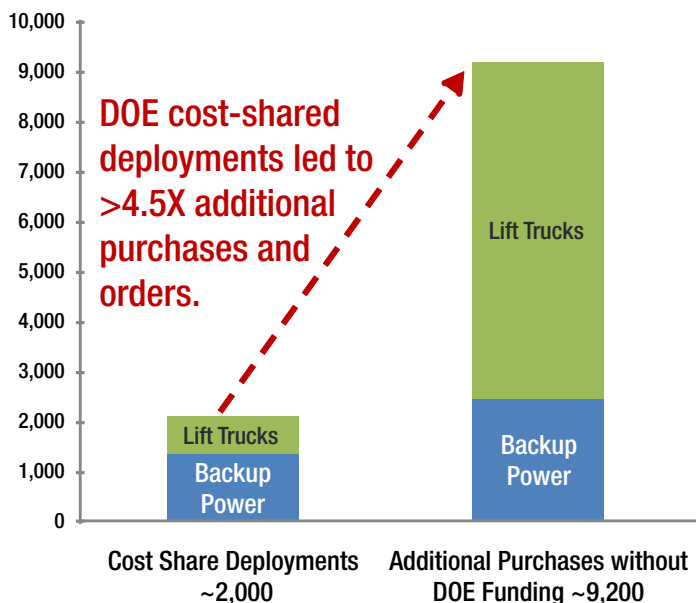 10,000
9,000
8,000
7,000
6,000
5,000
4,000
3,000
2,000
1,000
0
DOE cost-shared
deployments led to
>4.5X additional
purchases and
orders.
Lift Trucks
Backup
Power
Lift Trucks
Backup
Power
Cost Share Deployments
~2,000
Additional Purchases without
DOE Funding ~9,200